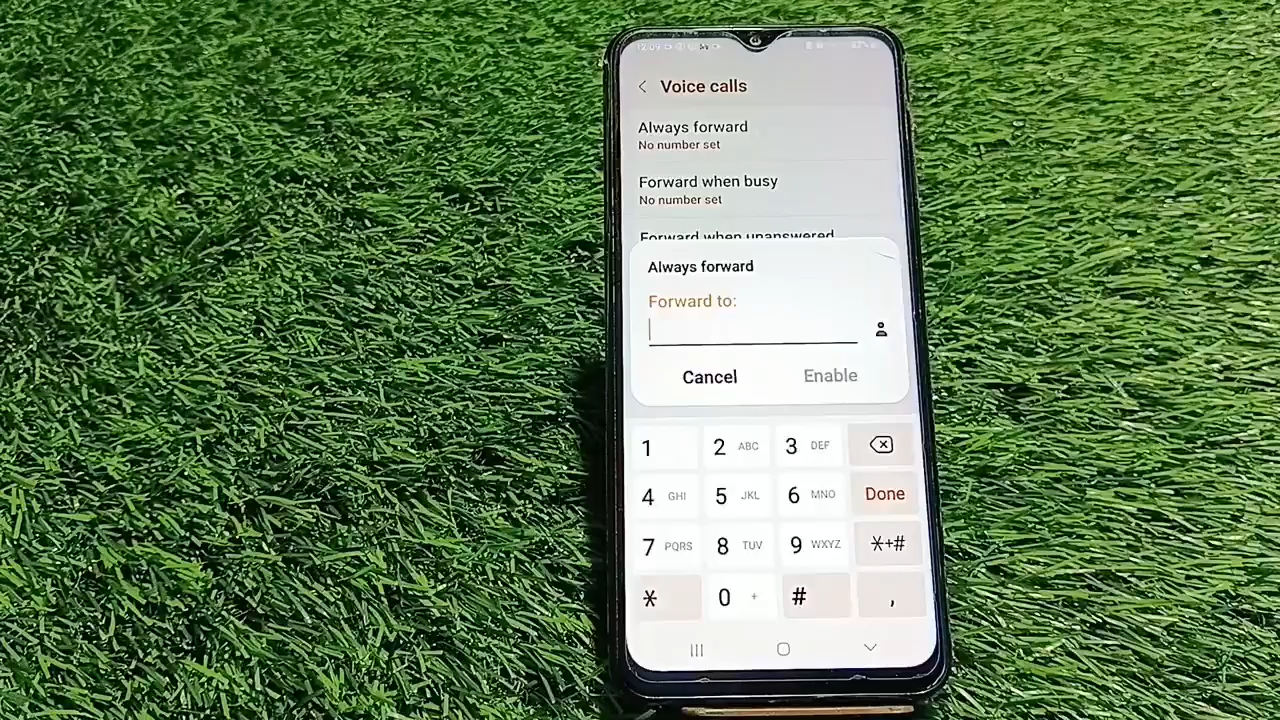 12:09
Voice calls
Always forward
No number set
Forward when busy
No number set
Forward when unanswered
Always forward
Forward to:
Cancel Enable
1 2 ABC 3 DEF
4 GHI 5 JKL 6 MNO Done
7 PQRS 8 TUV 9 WXYZ *+#
* 0 + # ,